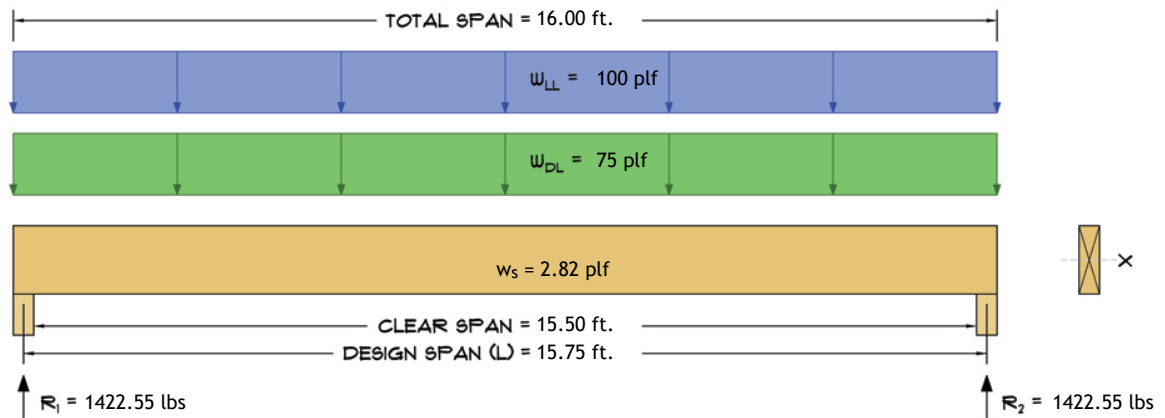 TOTAL SPAN = 16.00 ft.
WLL = 100 plf
WDL = 75 plf
ws = 2.82 plf
X
CLEAR SPAN = 15.50 ft.
DESIGN SPAN (L) = 15.75 ft.
R1 = 1422.55 lbs
R2 = 1422.55 lbs